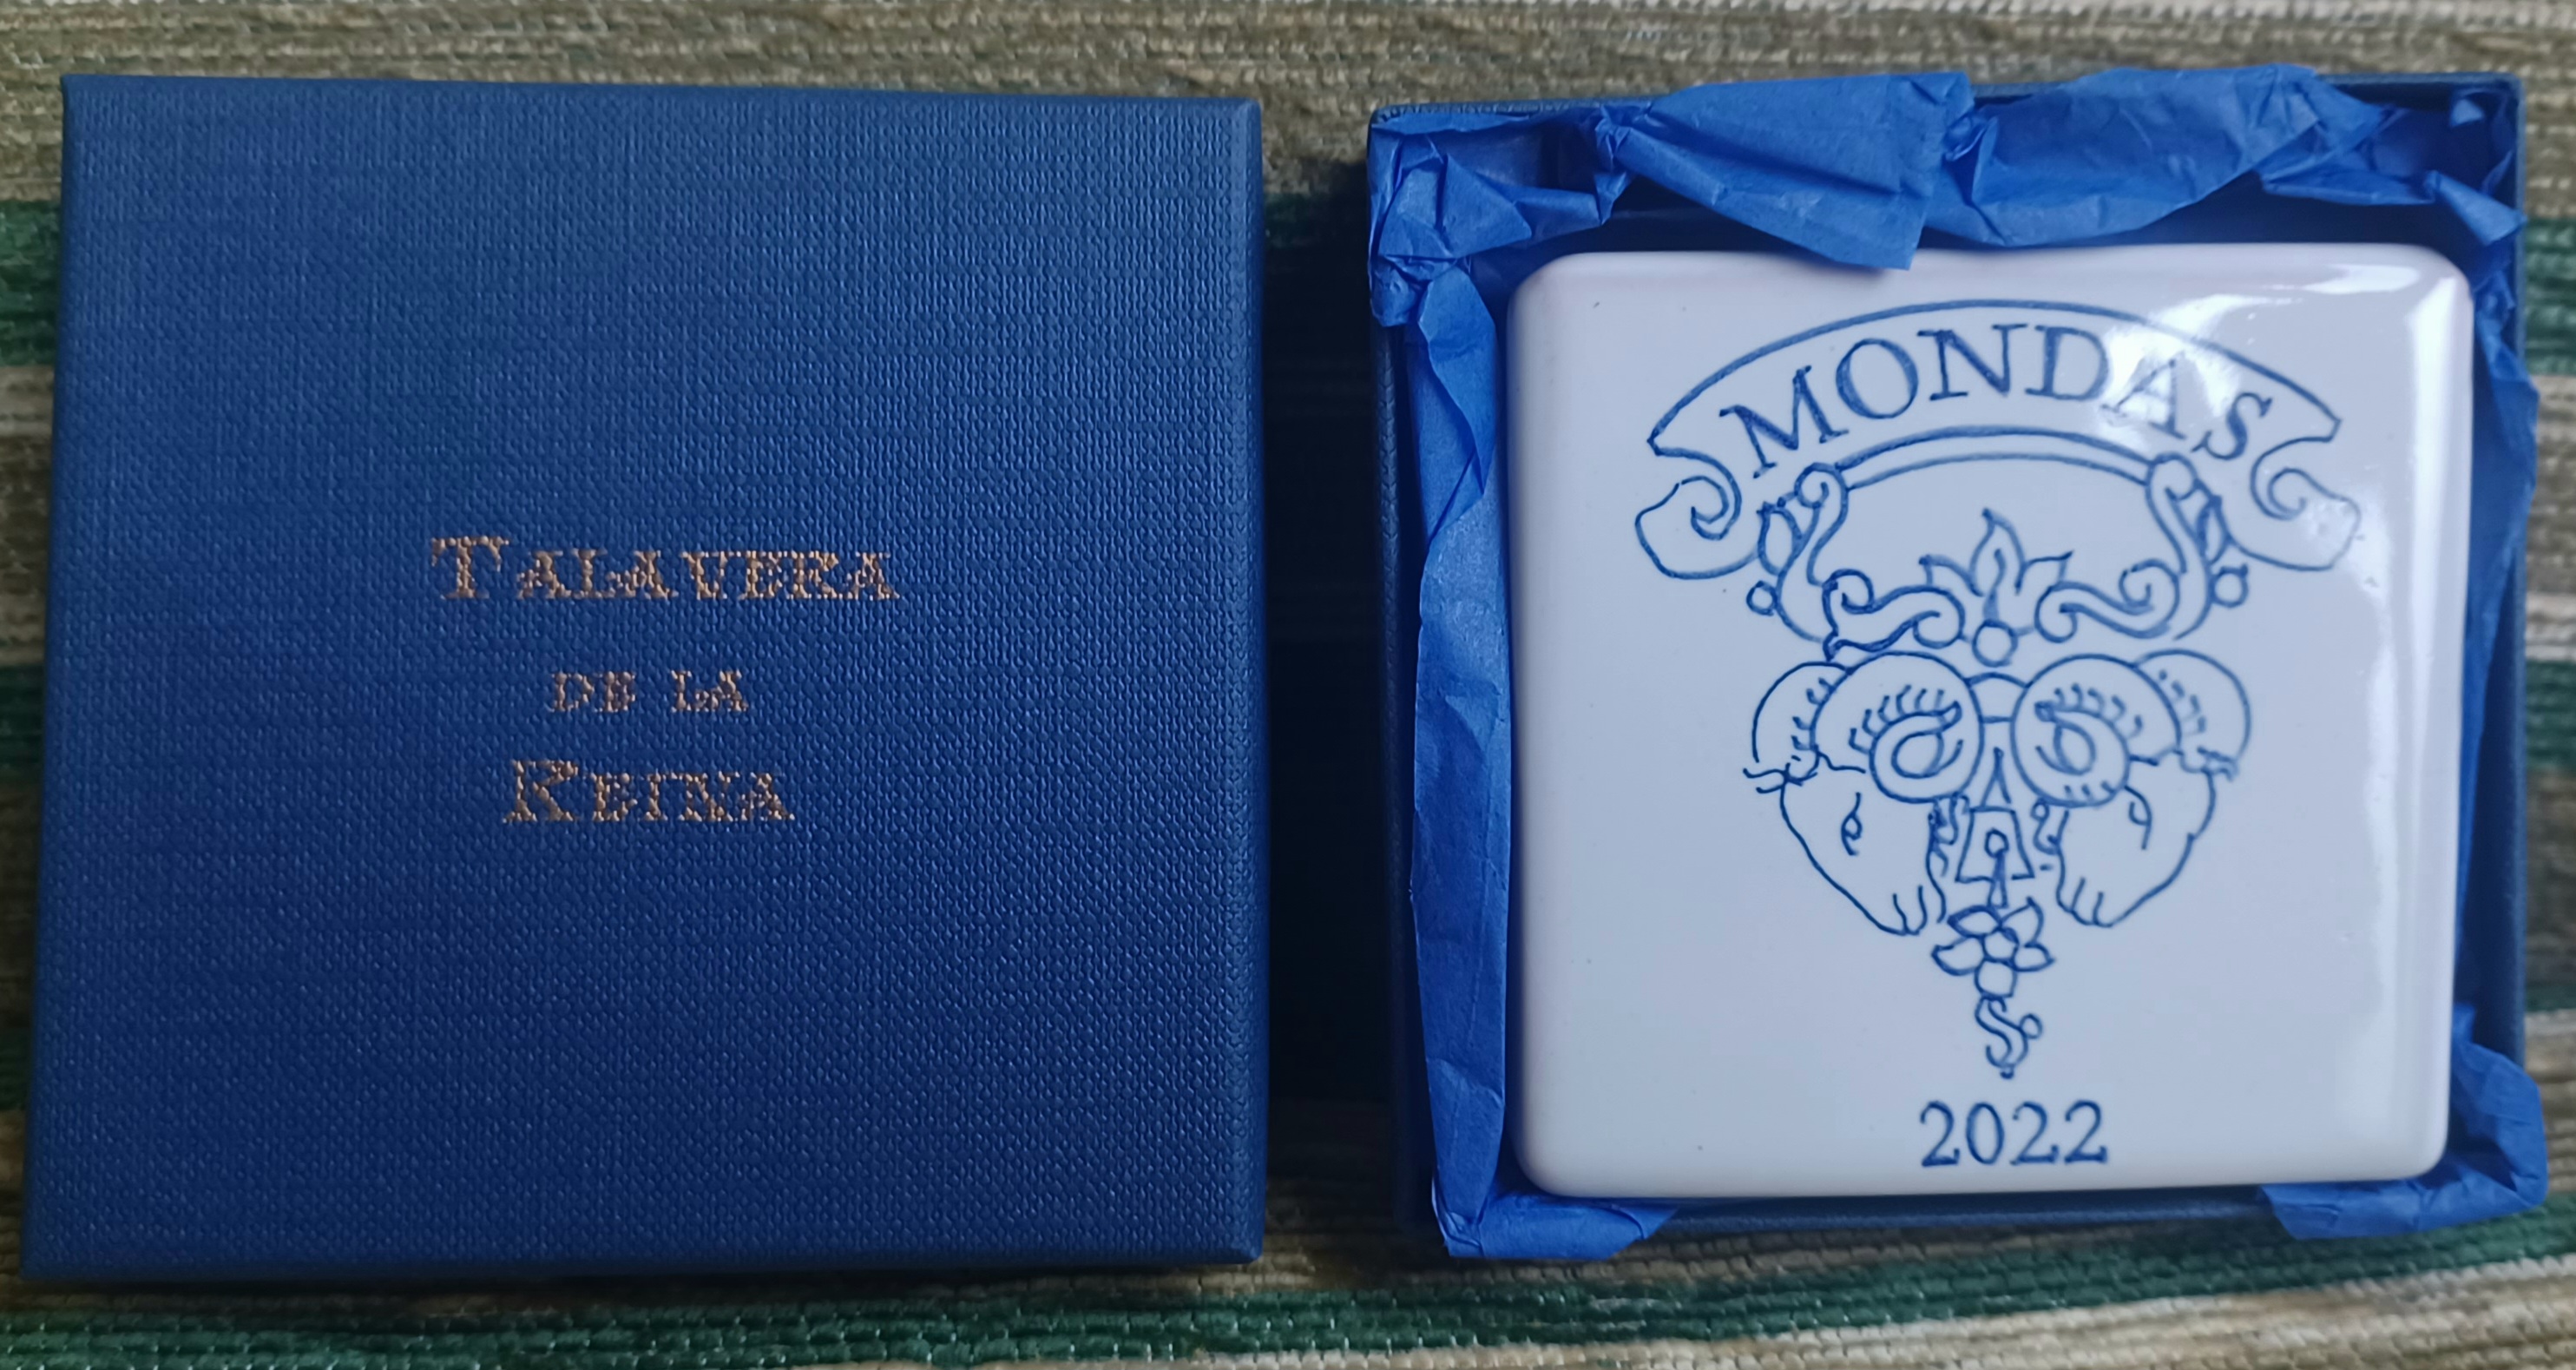 TALAVERA
DE LA
REINA
MONDAS
2022